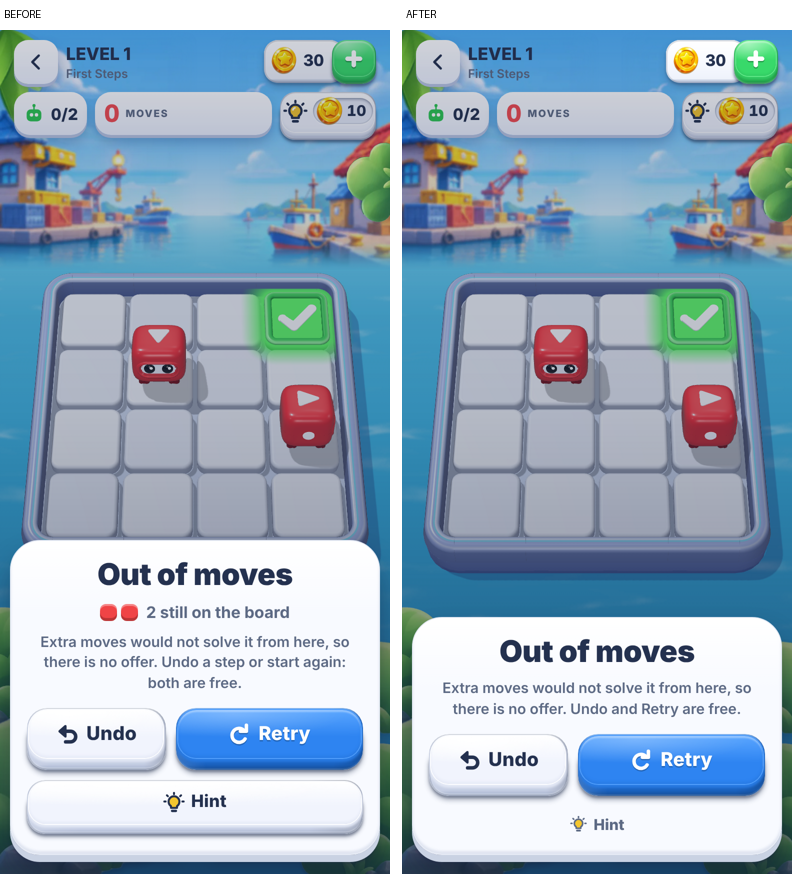 BEFORE
LEVEL 1
First Steps
30
0/2
0 MOVES
10
Out of moves
2 still on the board
Extra moves would not solve it from here, so
there is no offer. Undo a step or start again:
both are free.
Undo
Retry
Hint
AFTER
LEVEL 1
First Steps
30
0/2
0 MOVES
10
Out of moves
Extra moves would not solve it from here, so
there is no offer. Undo and Retry are free.
Undo
Retry
Hint